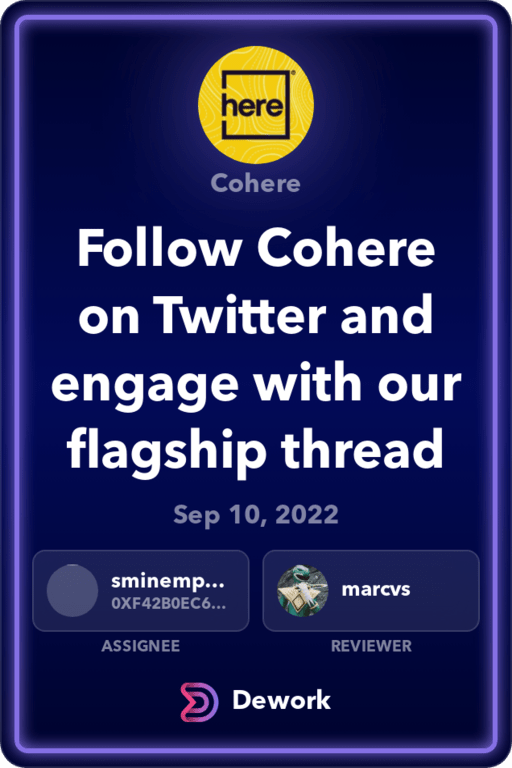 here
Cohere
Follow Cohere
on Twitter and
engage with our
flagship thread
Sep 10, 2022
sminemp...
0XF42B0EC6...
ASSIGNEE
marcvs
REVIEWER
Dework